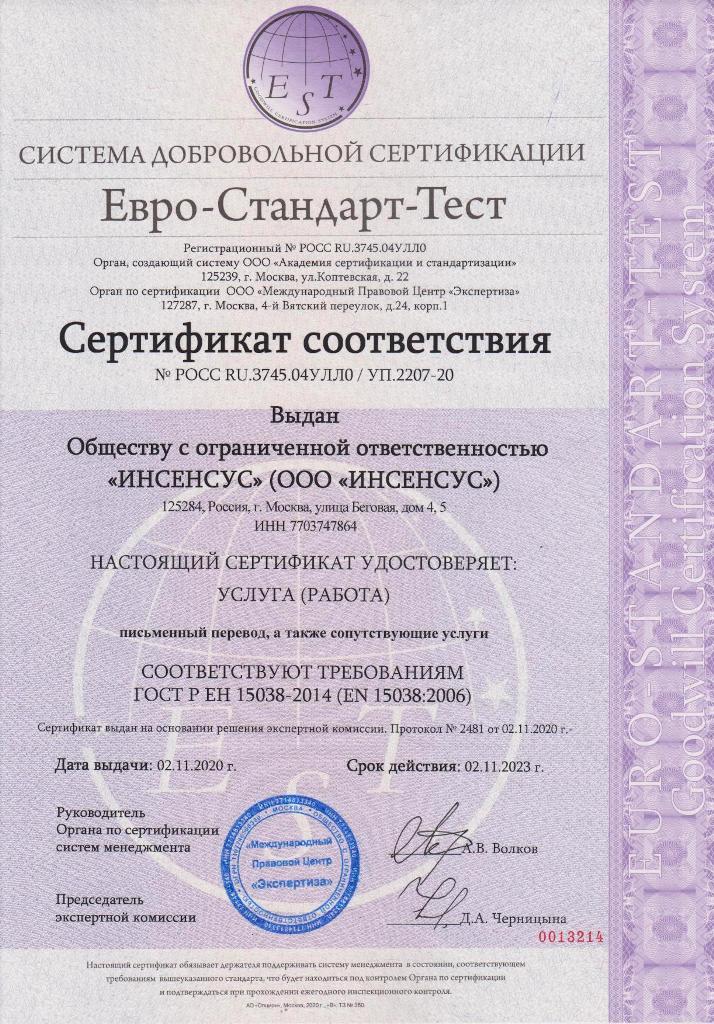 E S T
СИСТЕМА ДОБРОВОЛЬНОЙ СЕРТИФИКАЦИИ
Евро-Стандарт-Тест
Регистрационный № РОСС RU.3745.04УЛЛ0
Орган, создающий систему ООО «Академия сертификации и стандартизации»
125239, г. Москва, ул.Коптевская, д. 22
Орган по сертификации ООО «Международный Правовой Центр «Экспертиза»
127287, г. Москва, 4-й Вятский переулок, д.24, корп.1
Сертификат соответствия
№ РОСС RU.3745.04УЛЛ0 / УП.2207-20
Выдан
Обществу с ограниченной ответственностью
«ИНСЕНСУС» (ООО «ИНСЕНСУС»)
125284, Россия, г. Москва, улица Беговая, дом 4, 5
ИНН 7703747864
НАСТОЯЩИЙ СЕРТИФИКАТ УДОСТОВЕРЯЕТ:
УСЛУГА (РАБОТА)
письменный перевод, а также сопутствующие услуги
СООТВЕТСТВУЮТ ТРЕБОВАНИЯМ
ГОСТ Р ЕН 15038-2014 (EN 15038:2006)
Сертификат выдан на основании решения экспертной комиссии. Протокол № 2481 от 02.11.2020 г.-
Дата выдачи: 02.11.2020 г. Срок действия: 02.11.2023 г.
Руководитель
Органа по сертификации
систем менеджмента
А.В. Волков
«Международный
Правовой Центр
«Экспертиза»
Председатель
экспертной комиссии
Д.А. Черницына
0013214
Настоящий сертификат обязывает держателя поддерживать систему менеджмента в состоянии, соответствующем
требованиям вышеуказанного стандарта, что будет находиться под контролем Органа по сертификации
и подтверждаться при прохождении ежегодного инспекционного контроля.
АО «Опцион», Москва, 2020 г., «В», ТЗ № 360.
EURO-STANDART-TEST
Goodwill Certification System